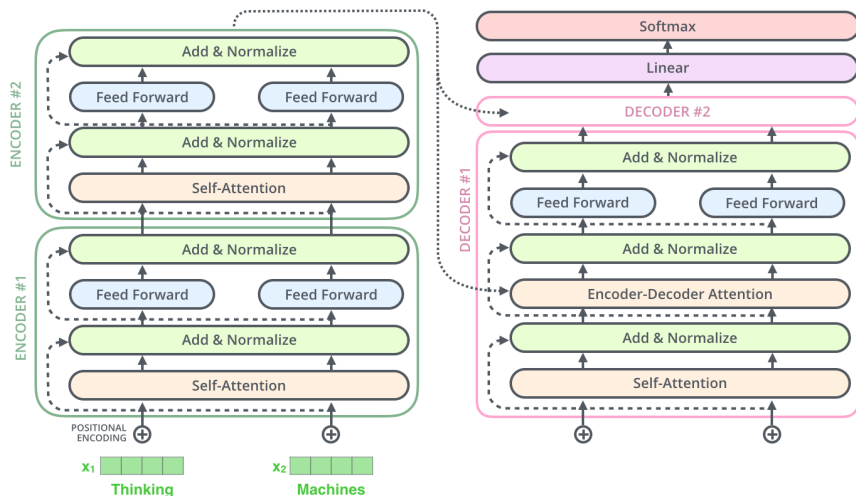 ENCODER #2
Add & Normalize
Feed Forward Feed Forward
Add & Normalize
Self-Attention
ENCODER #1
Add & Normalize
Feed Forward Feed Forward
Add & Normalize
Self-Attention
POSITIONAL
ENCODING
x₁ x₂
Thinking Machines
Softmax
Linear
DECODER #2
DECODER #1
Add & Normalize
Feed Forward Feed Forward
Add & Normalize
Encoder-Decoder Attention
Add & Normalize
Self-Attention